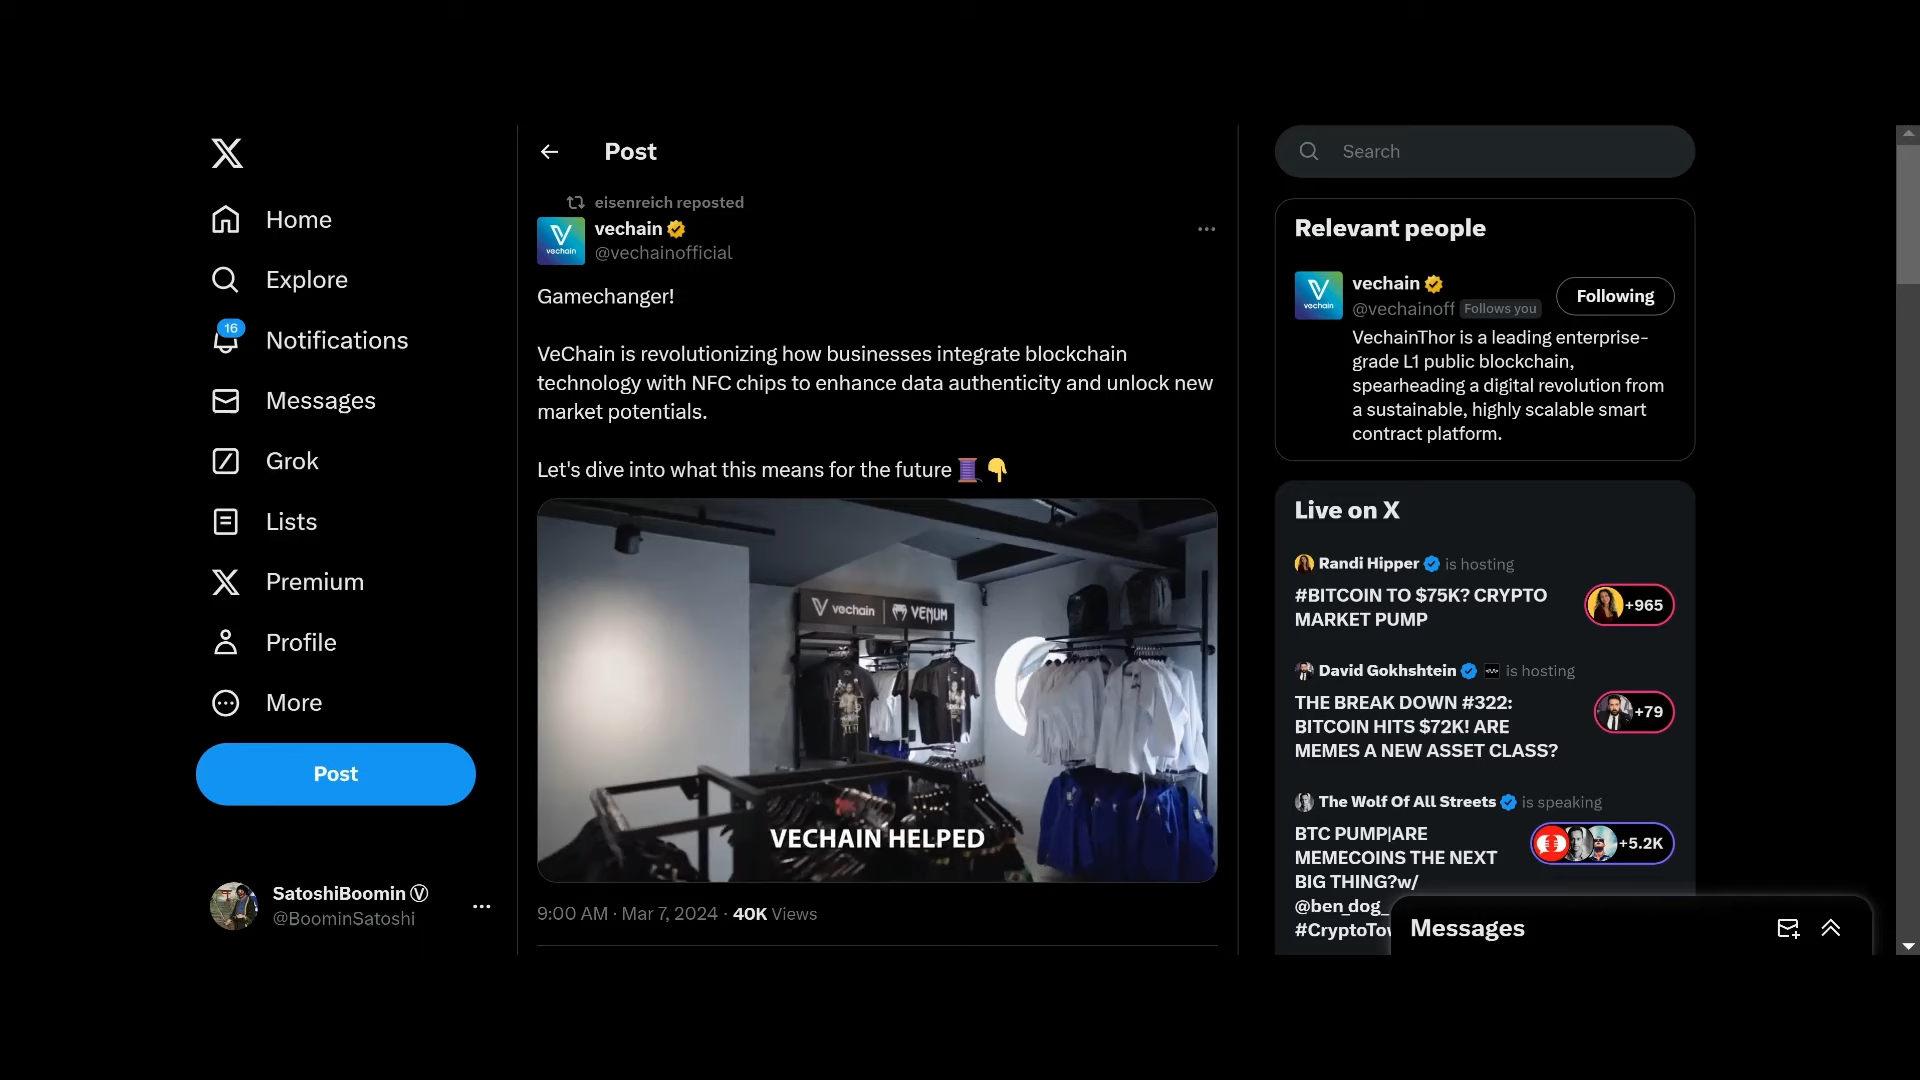 Home
Explore
16
Notifications
Messages
Grok
Lists
Premium
Profile
More
Post
SatoshiBoomin
@BoominSatoshi
Post
eisenreich reposted
vechain
vechain
@vechainofficial
Gamechanger!
VeChain is revolutionizing how businesses integrate blockchain
technology with NFC chips to enhance data authenticity and unlock new
market potentials.
Let's dive into what this means for the future
vechain VENUM
VECHAIN HELPED
9:00 AM · Mar 7, 2024 · 40K Views
Search
Relevant people
vechain
vechain
@vechainoff Follows you
Following
VechainThor is a leading enterprise-
grade L1 public blockchain,
spearheading a digital revolution from
a sustainable, highly scalable smart
contract platform.
Live on X
Randi Hipper is hosting
#BITCOIN TO $75K? CRYPTO
MARKET PUMP
+965
David Gokhshtein is hosting
THE BREAK DOWN #322:
BITCOIN HITS $72K! ARE
MEMES A NEW ASSET CLASS?
+79
The Wolf Of All Streets is speaking
BTC PUMP|ARE
MEMECOINS THE NEXT
BIG THING?w/
@ben_dog_
#CryptoTo
+5.2K
Messages